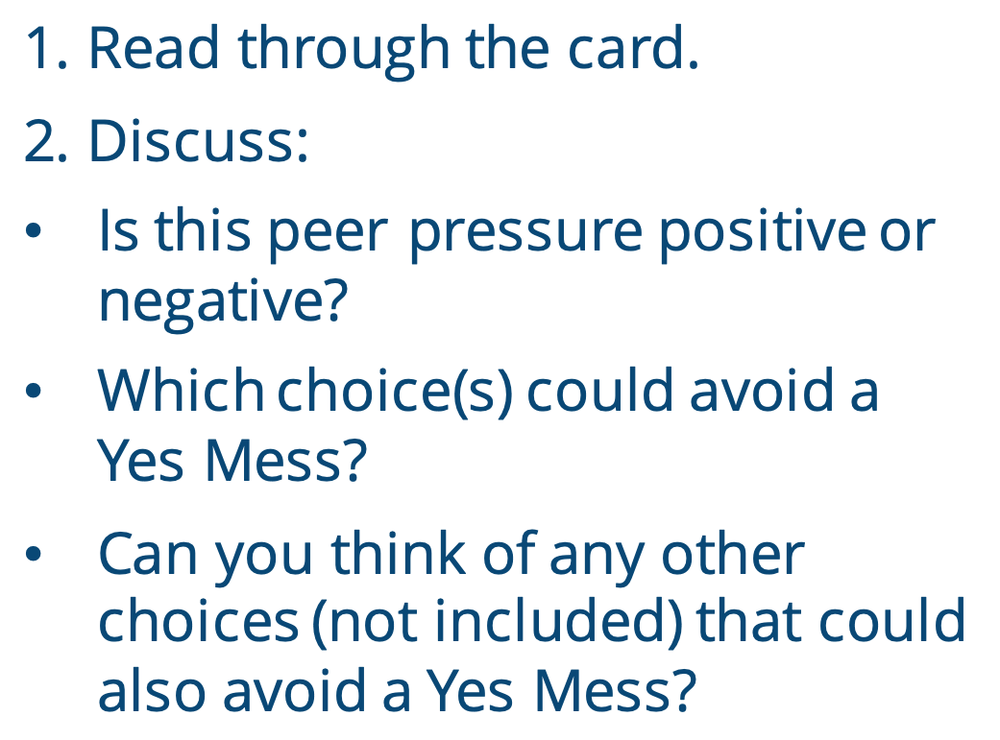 1. Read through the card.
2. Discuss:
• Is this peer pressure positive or
negative?
• Which choice(s) could avoid a
Yes Mess?
• Can you think of any other
choices (not included) that could
also avoid a Yes Mess?